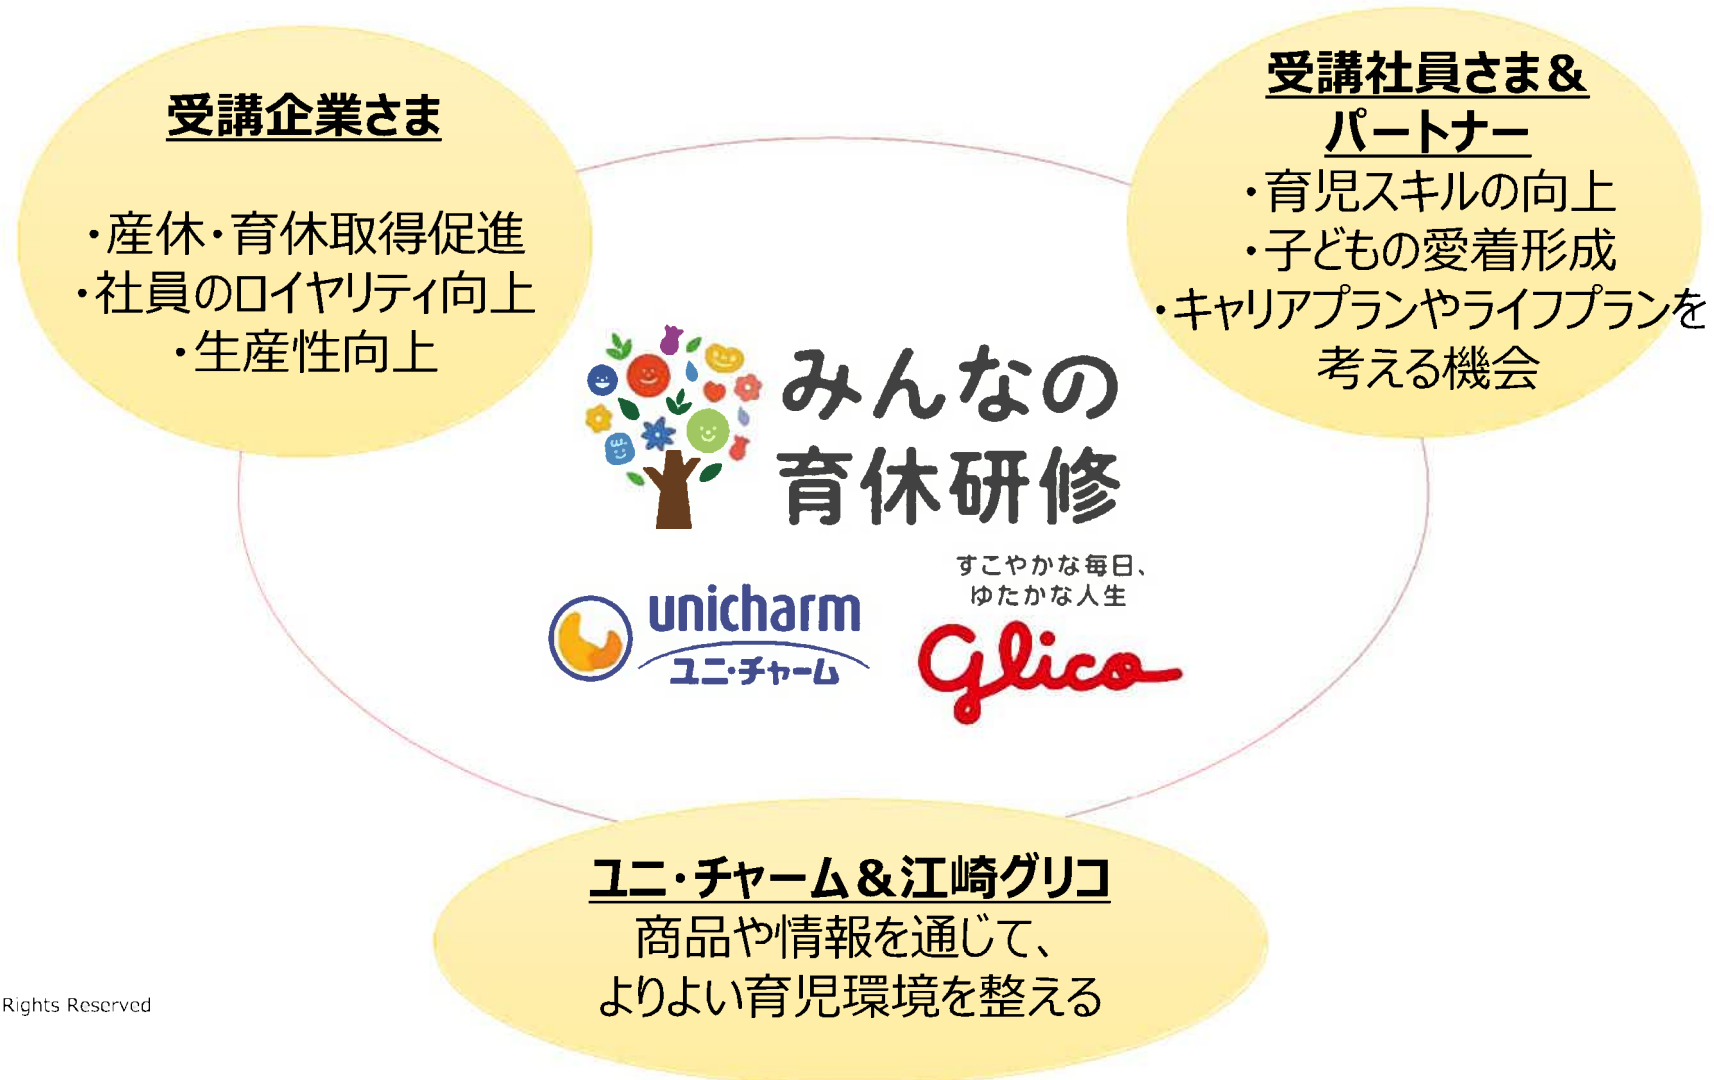 受講企業さま
・産休・育休取得促進
・社員のロイヤリティ向上
・生産性向上
受講社員さま&
パートナー
・育児スキルの向上
・子どもの愛着形成
・キャリアプランやライフプランを
考える機会
みんなの
育休研修
unicharm
ユニ・チャーム
すこやかな毎日、
ゆたかな人生
Glico
ユニ・チャーム&江崎グリコ
商品や情報を通じて、
よりよい育児環境を整える
Rights Reserved